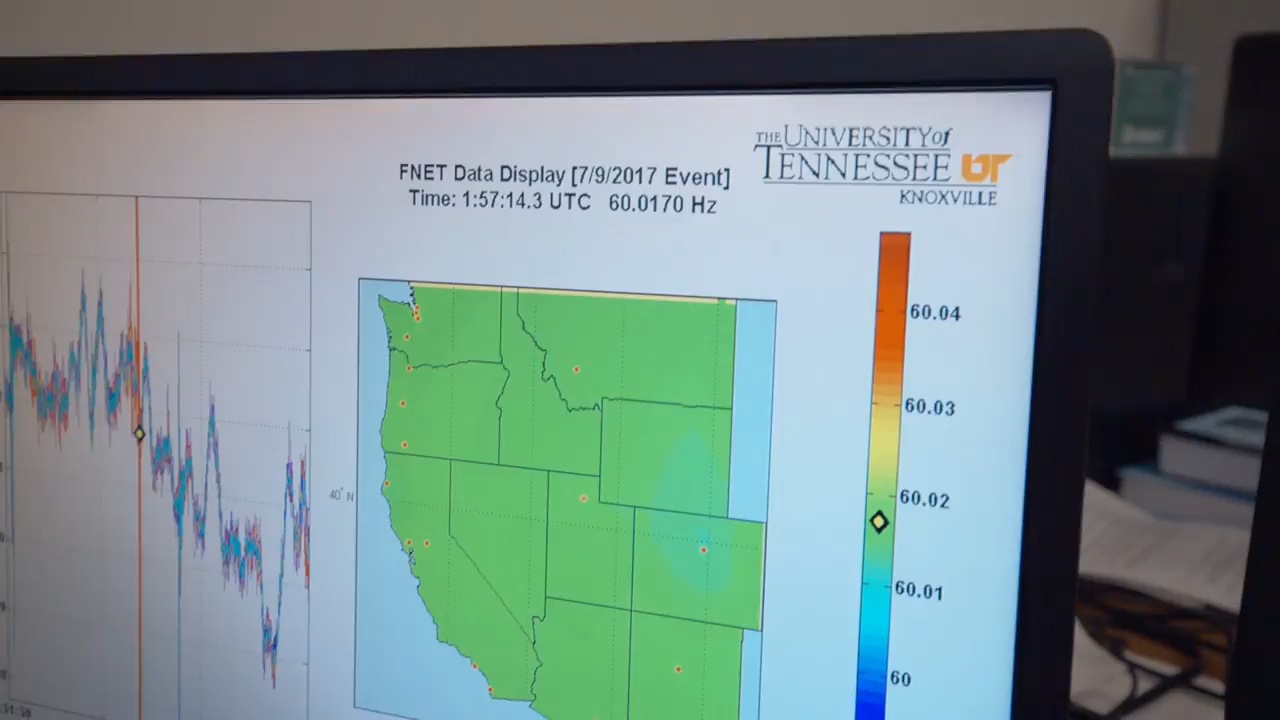 THE UNIVERSITY of
TENNESSEE UT
KNOXVILLE
FNET Data Display [7/9/2017 Event]
Time: 1:57:14.3 UTC 60.0170 Hz
60.04
60.03
60.02
60.01
60
40° N